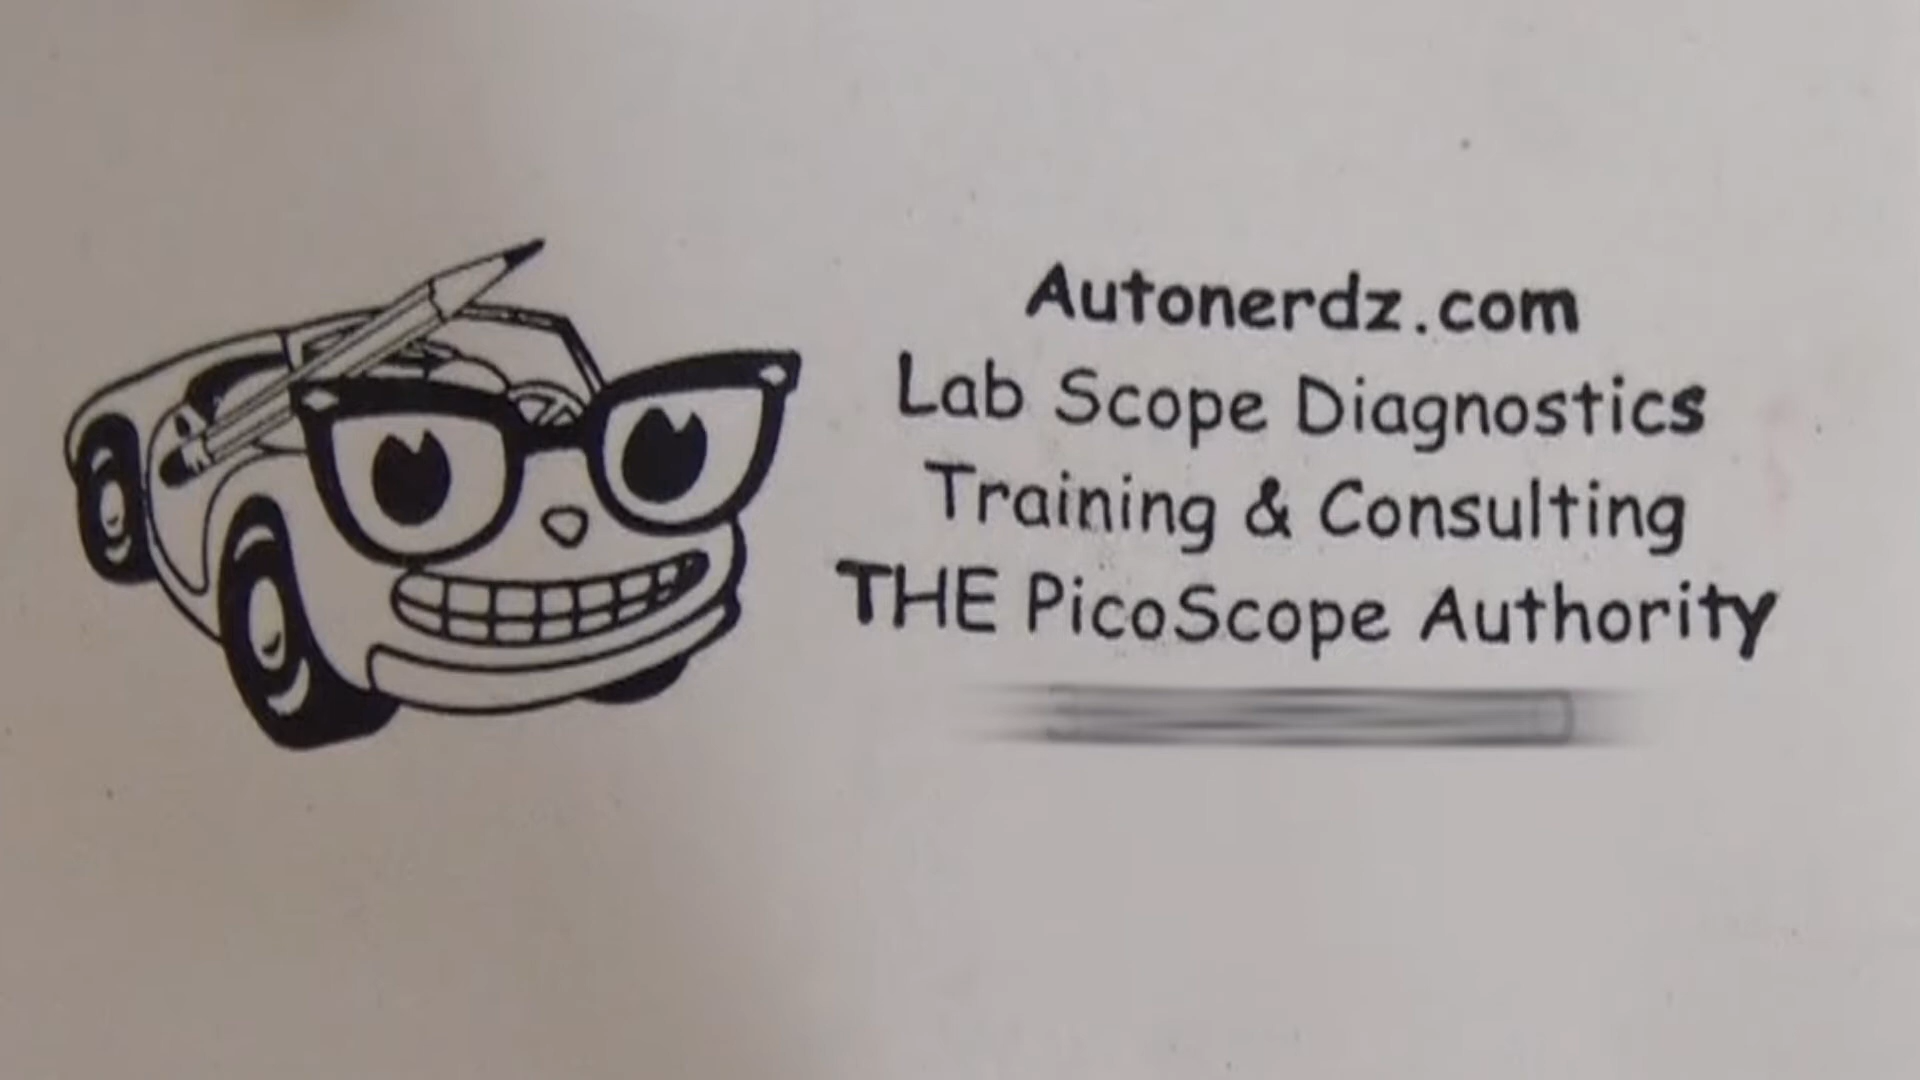 Autonerdz.com
Lab Scope Diagnostics
Training & Consulting
THE PicoScope Authority